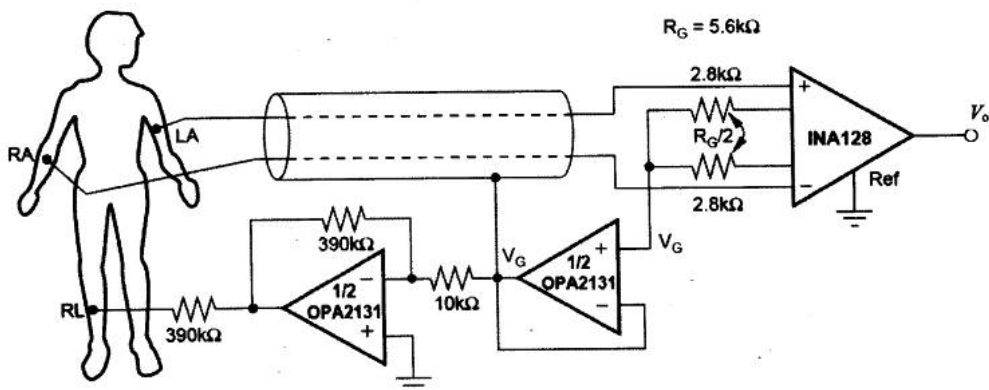 R_G = 5.6kΩ
2.8kΩ
LA
RA
R_G/2
INA128
V_o
Ref
2.8kΩ
390kΩ
V_G
V_G
+
1/2
OPA2131
−
−
1/2
OPA2131
+
10kΩ
RL
390kΩ
+
−